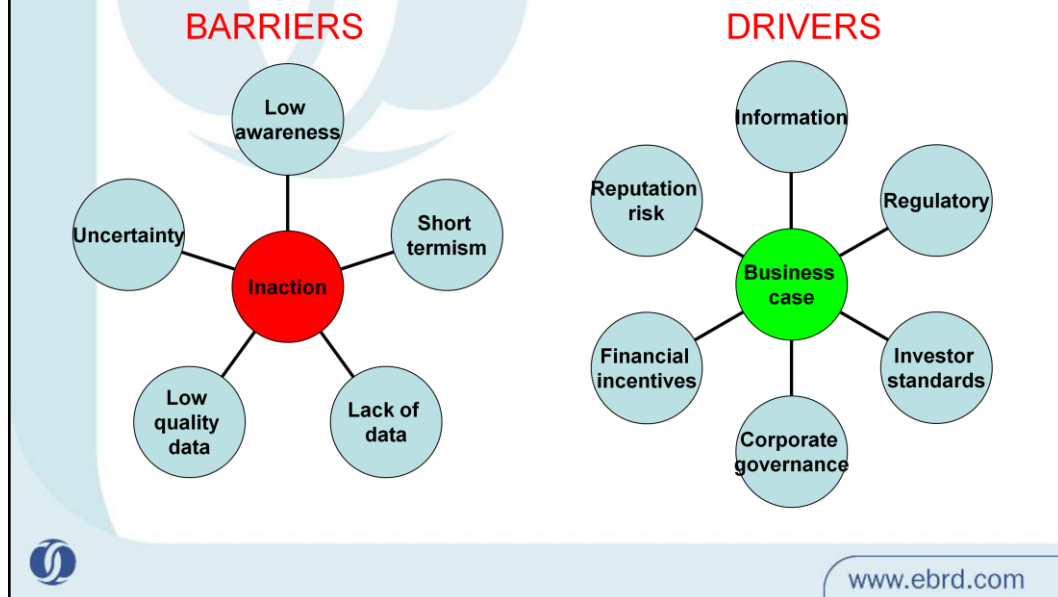 BARRIERS
Low
awareness
Uncertainty
Short
termism
Inaction
Low
quality
data
Lack of
data
DRIVERS
Information
Reputation
risk
Regulatory
Business
case
Financial
incentives
Investor
standards
Corporate
governance
www.ebrd.com